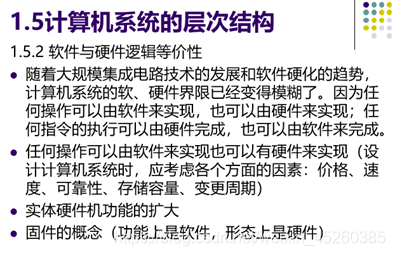 1.5计算机系统的层次结构
1.5.2 软件与硬件逻辑等价性
随着大规模集成电路技术的发展和软件硬化的趋势，
计算机系统的软、硬件界限已经变得模糊了。因为任
何操作可以由软件来实现，也可以由硬件来实现；任
何指令的执行可以由硬件完成，也可以由软件来完成。
任何操作可以由软件来实现也可以有硬件来实现（设
计计算机系统时，应考虑各个方面的因素：价格、速
度、可靠性、存储容量、变更周期）
实体硬件机功能的扩大
固件的概念（功能上是软件，形态上是硬件）